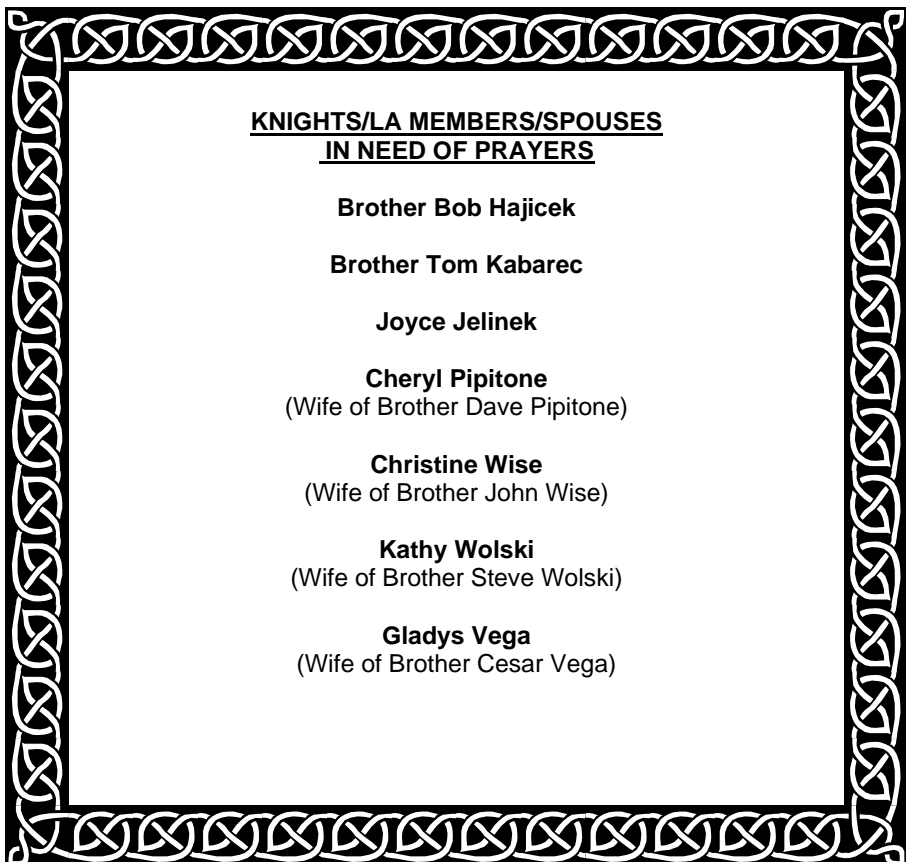 KNIGHTS/LA MEMBERS/SPOUSES
IN NEED OF PRAYERS
Brother Bob Hajicek
Brother Tom Kabarec
Joyce Jelinek
Cheryl Pipitone
(Wife of Brother Dave Pipitone)
Christine Wise
(Wife of Brother John Wise)
Kathy Wolski
(Wife of Brother Steve Wolski)
Gladys Vega
(Wife of Brother Cesar Vega)